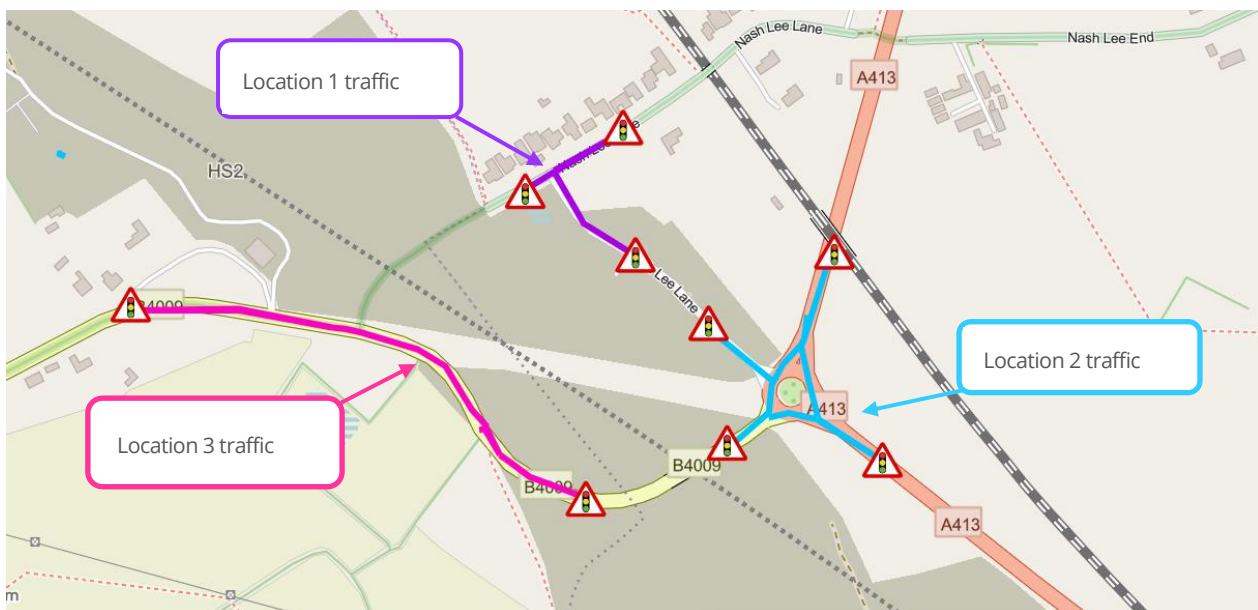 Nash Lee Lane
Nash Lee End
A413
Location 1 traffic
HS2
Lee Lane
B4009
Location 2 traffic
A413
Location 3 traffic
B4009
B4009
A413
m